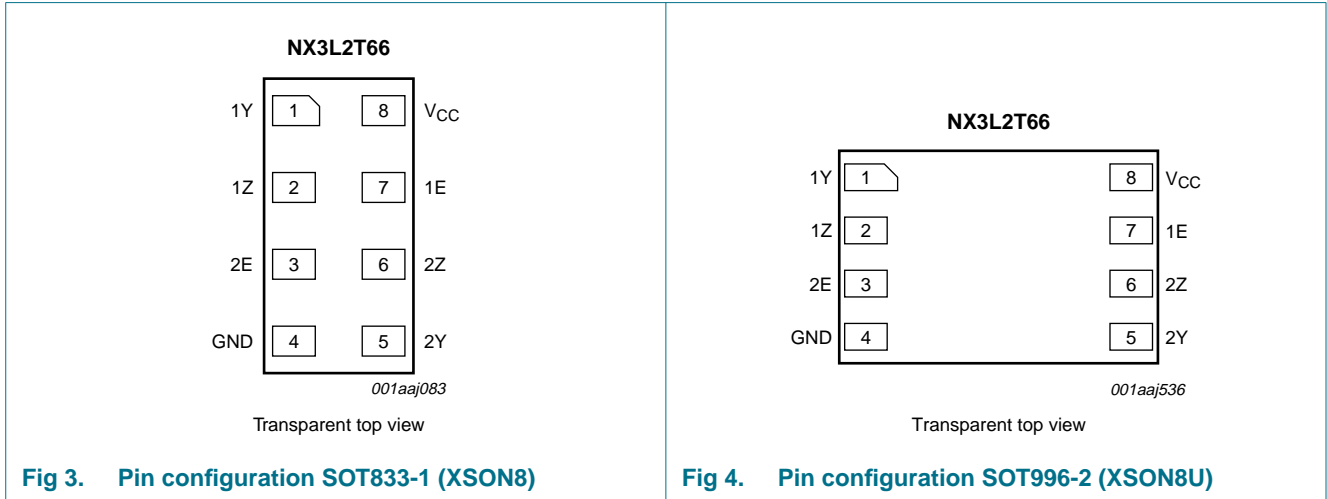 NX3L2T66
1Y 1 8 VCC
1Z 2 7 1E
2E 3 6 2Z
GND 4 5 2Y
001aaj083
Transparent top view
Fig 3. Pin configuration SOT833-1 (XSON8)
NX3L2T66
1Y 1 8 VCC
1Z 2 7 1E
2E 3 6 2Z
GND 4 5 2Y
001aaj536
Transparent top view
Fig 4. Pin configuration SOT996-2 (XSON8U)